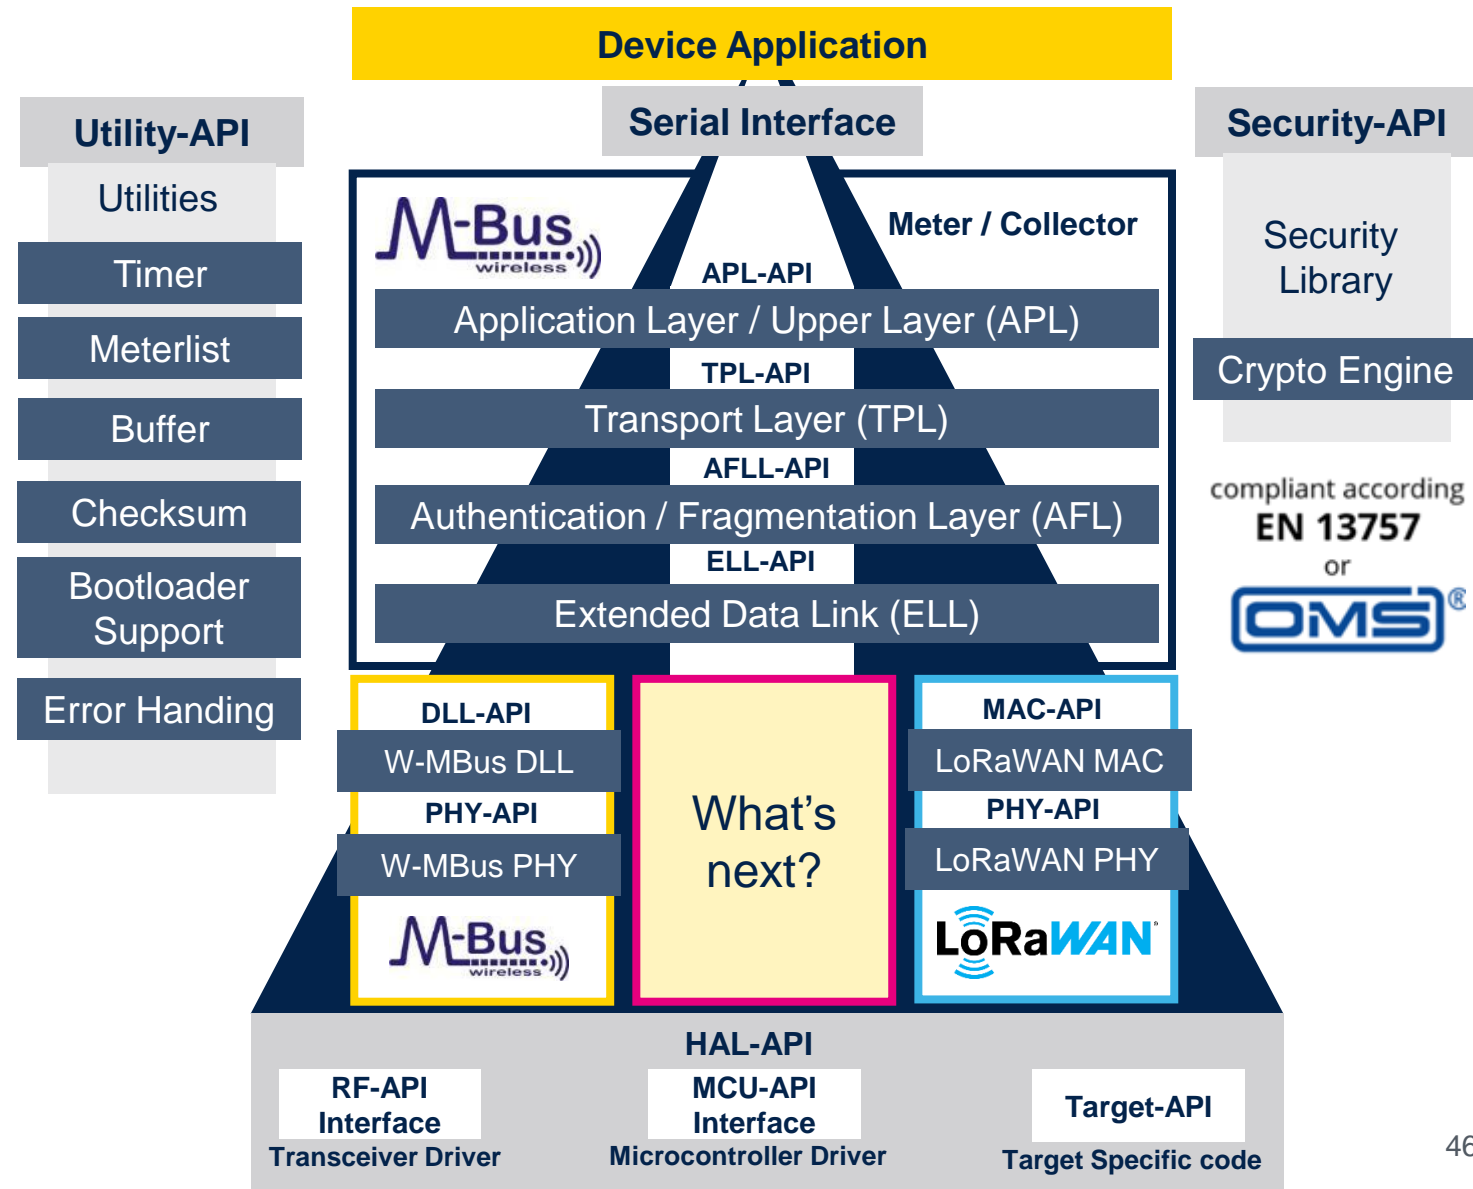 Device Application
Serial Interface
Utility-API
Utilities
Timer
Meterlist
Buffer
Checksum
Bootloader
Support
Error Handing
M-Bus
wireless
Meter / Collector
APL-API
Application Layer / Upper Layer (APL)
TPL-API
Transport Layer (TPL)
AFLL-API
Authentication / Fragmentation Layer (AFL)
ELL-API
Extended Data Link (ELL)
Security-API
Security
Library
Crypto Engine
compliant according
EN 13757
or
OMS®
DLL-API
W-MBus DLL
PHY-API
W-MBus PHY
M-Bus
wireless
What’s
next?
MAC-API
LoRaWAN MAC
PHY-API
LoRaWAN PHY
LoRaWAN
HAL-API
RF-API
Interface
Transceiver Driver
MCU-API
Interface
Microcontroller Driver
Target-API
Target Specific code
46